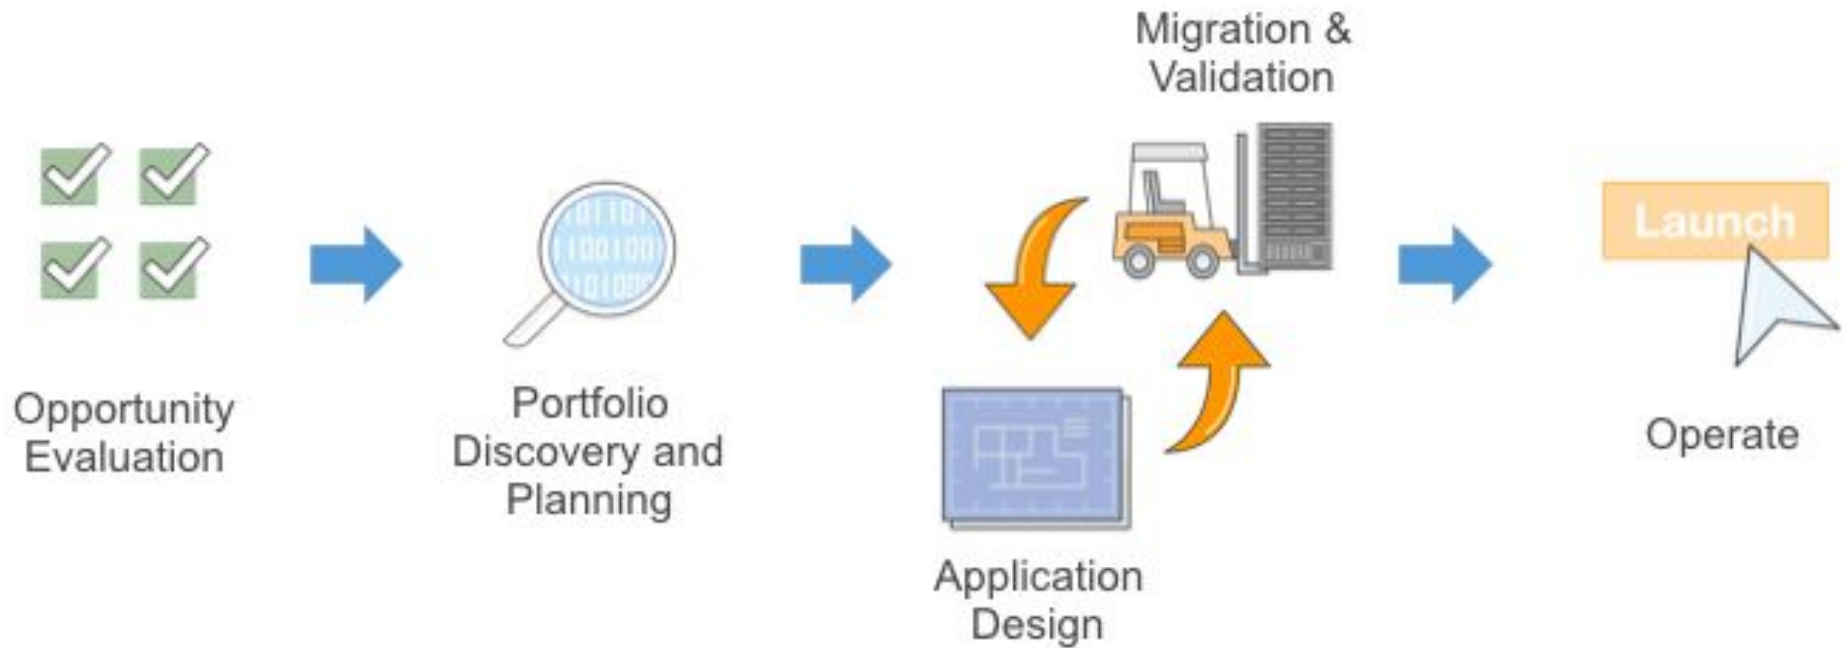 Opportunity
Evaluation
Portfolio
Discovery and
Planning
Migration &
Validation
Application
Design
Launch
Operate